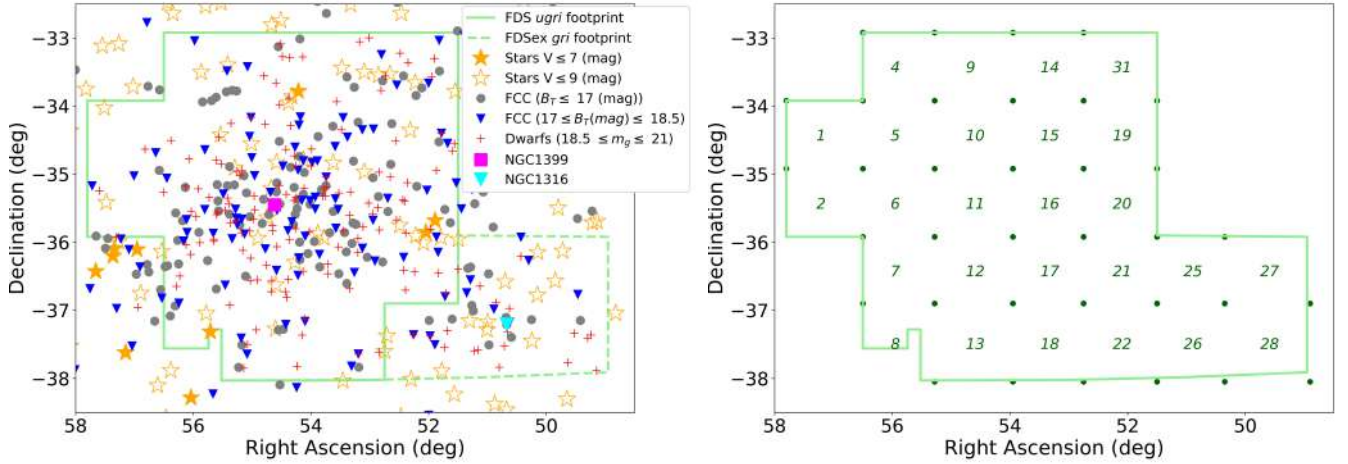 FDS ugri footprint
FDSex gri footprint
Stars V ≤ 7 (mag)
Stars V ≤ 9 (mag)
FCC (B_T ≤ 17 (mag))
FCC (17 ≤ B_T(mag) ≤ 18.5)
Dwarfs (18.5 ≤ m_g ≤ 21)
NGC1399
NGC1316
−33
−34
−35
−36
−37
−38
Declination (deg)
58 56 54 52 50
Right Ascension (deg)
−33
−34
−35
−36
−37
−38
Declination (deg)
4 9 14 31
1 5 10 15 19
2 6 11 16 20
7 12 17 21 25 27
8 13 18 22 26 28
58 56 54 52 50
Right Ascension (deg)